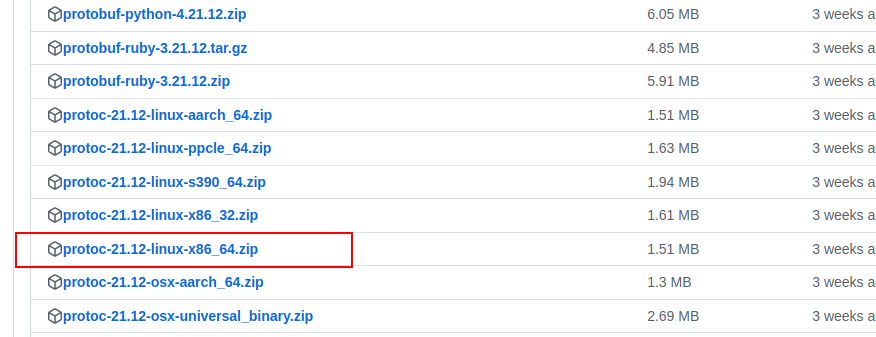 protobuf-python-4.21.12.zip 6.05 MB 3 weeks a
protobuf-ruby-3.21.12.tar.gz 4.85 MB 3 weeks a
protobuf-ruby-3.21.12.zip 5.91 MB 3 weeks a
protoc-21.12-linux-aarch_64.zip 1.51 MB 3 weeks a
protoc-21.12-linux-ppcle_64.zip 1.63 MB 3 weeks a
protoc-21.12-linux-s390_64.zip 1.94 MB 3 weeks a
protoc-21.12-linux-x86_32.zip 1.61 MB 3 weeks a
protoc-21.12-linux-x86_64.zip 1.51 MB 3 weeks a
protoc-21.12-osx-aarch_64.zip 1.3 MB 3 weeks a
protoc-21.12-osx-universal_binary.zip 2.69 MB 3 weeks a